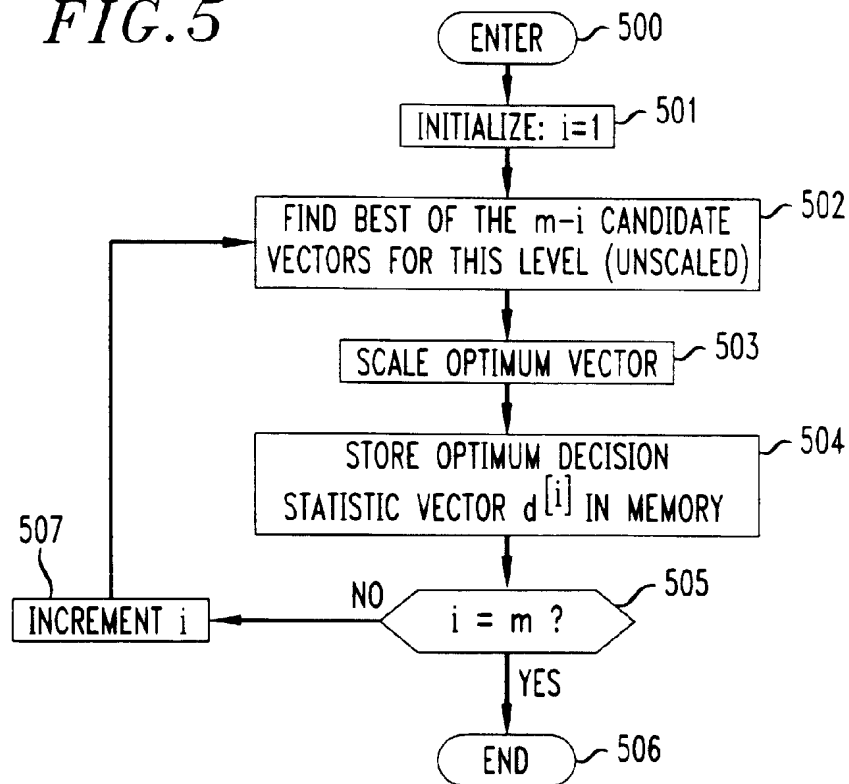 FIG.5
ENTER
500
INITIALIZE: i=1
501
FIND BEST OF THE m-i CANDIDATE
VECTORS FOR THIS LEVEL (UNSCALED)
502
SCALE OPTIMUM VECTOR
503
STORE OPTIMUM DECISION
STATISTIC VECTOR d[i] IN MEMORY
504
i = m ?
505
NO
507
INCREMENT i
YES
END
506